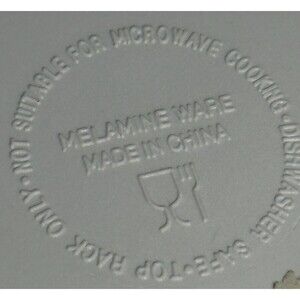 NOT SUITABLE FOR MICROWAVE COOKING · DISHWASHER SAFE · TOP RACK ONLY ·
MELAMINE WARE
MADE IN CHINA